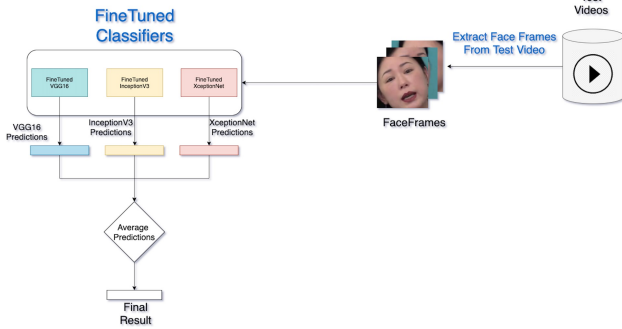 FineTuned
Classifiers
FineTuned
VGG16
FineTuned
InceptionV3
FineTuned
XceptionNet
VGG16
Predictions
InceptionV3
Predictions
XceptionNet
Predictions
Average
Predictions
Final
Result
FaceFrames
Extract Face Frames
From Test Video
Videos